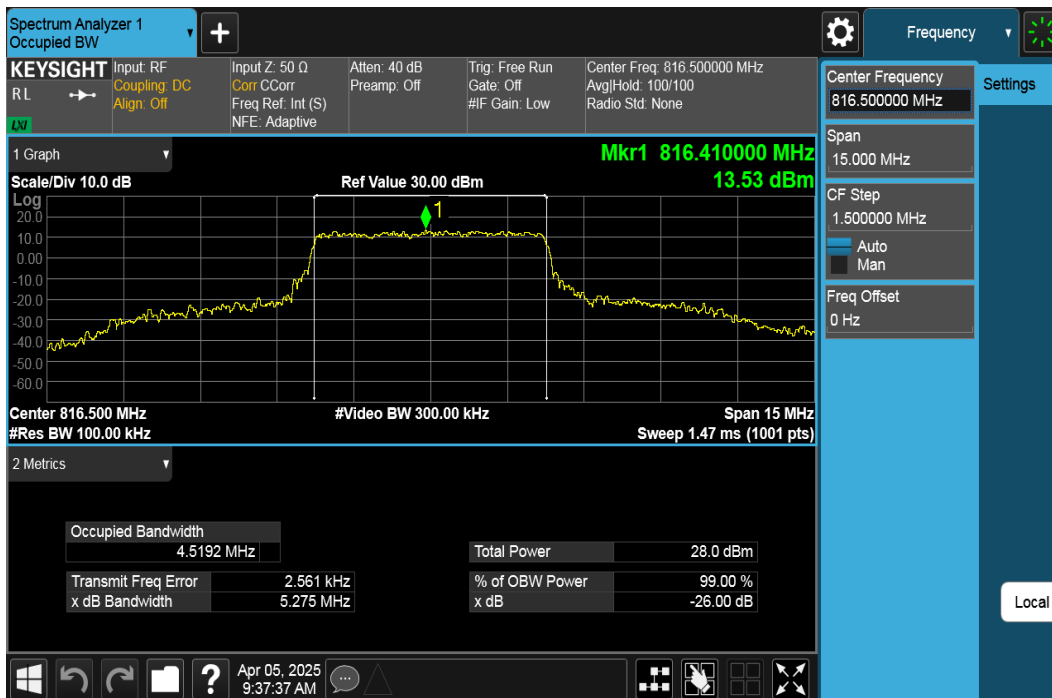 Spectrum Analyzer 1
Occupied BW
Frequency
KEYSIGHT
R L
LXI
Input: RF
Coupling: DC
Align: Off
Input Z: 50 Ω
Corr CCorr
Freq Ref: Int (S)
NFE: Adaptive
Atten: 40 dB
Preamp: Off
Trig: Free Run
Gate: Off
#IF Gain: Low
Center Freq: 816.500000 MHz
Avg|Hold: 100/100
Radio Std: None
Center Frequency
816.500000 MHz
Settings
Span
15.000 MHz
CF Step
1.500000 MHz
Auto
Man
Freq Offset
0 Hz
Local
1 Graph
Mkr1 816.410000 MHz
13.53 dBm
Scale/Div 10.0 dB
Ref Value 30.00 dBm
Log
1
20.0
10.0
0.00
-10.0
-20.0
-30.0
-40.0
-50.0
-60.0
Center 816.500 MHz
#Video BW 300.00 kHz
Span 15 MHz
#Res BW 100.00 kHz
Sweep 1.47 ms (1001 pts)
2 Metrics
Occupied Bandwidth
4.5192 MHz
Total Power 28.0 dBm
Transmit Freq Error 2.561 kHz
% of OBW Power 99.00 %
x dB Bandwidth 5.275 MHz
x dB -26.00 dB
?
Apr 05, 2025
9:37:37 AM